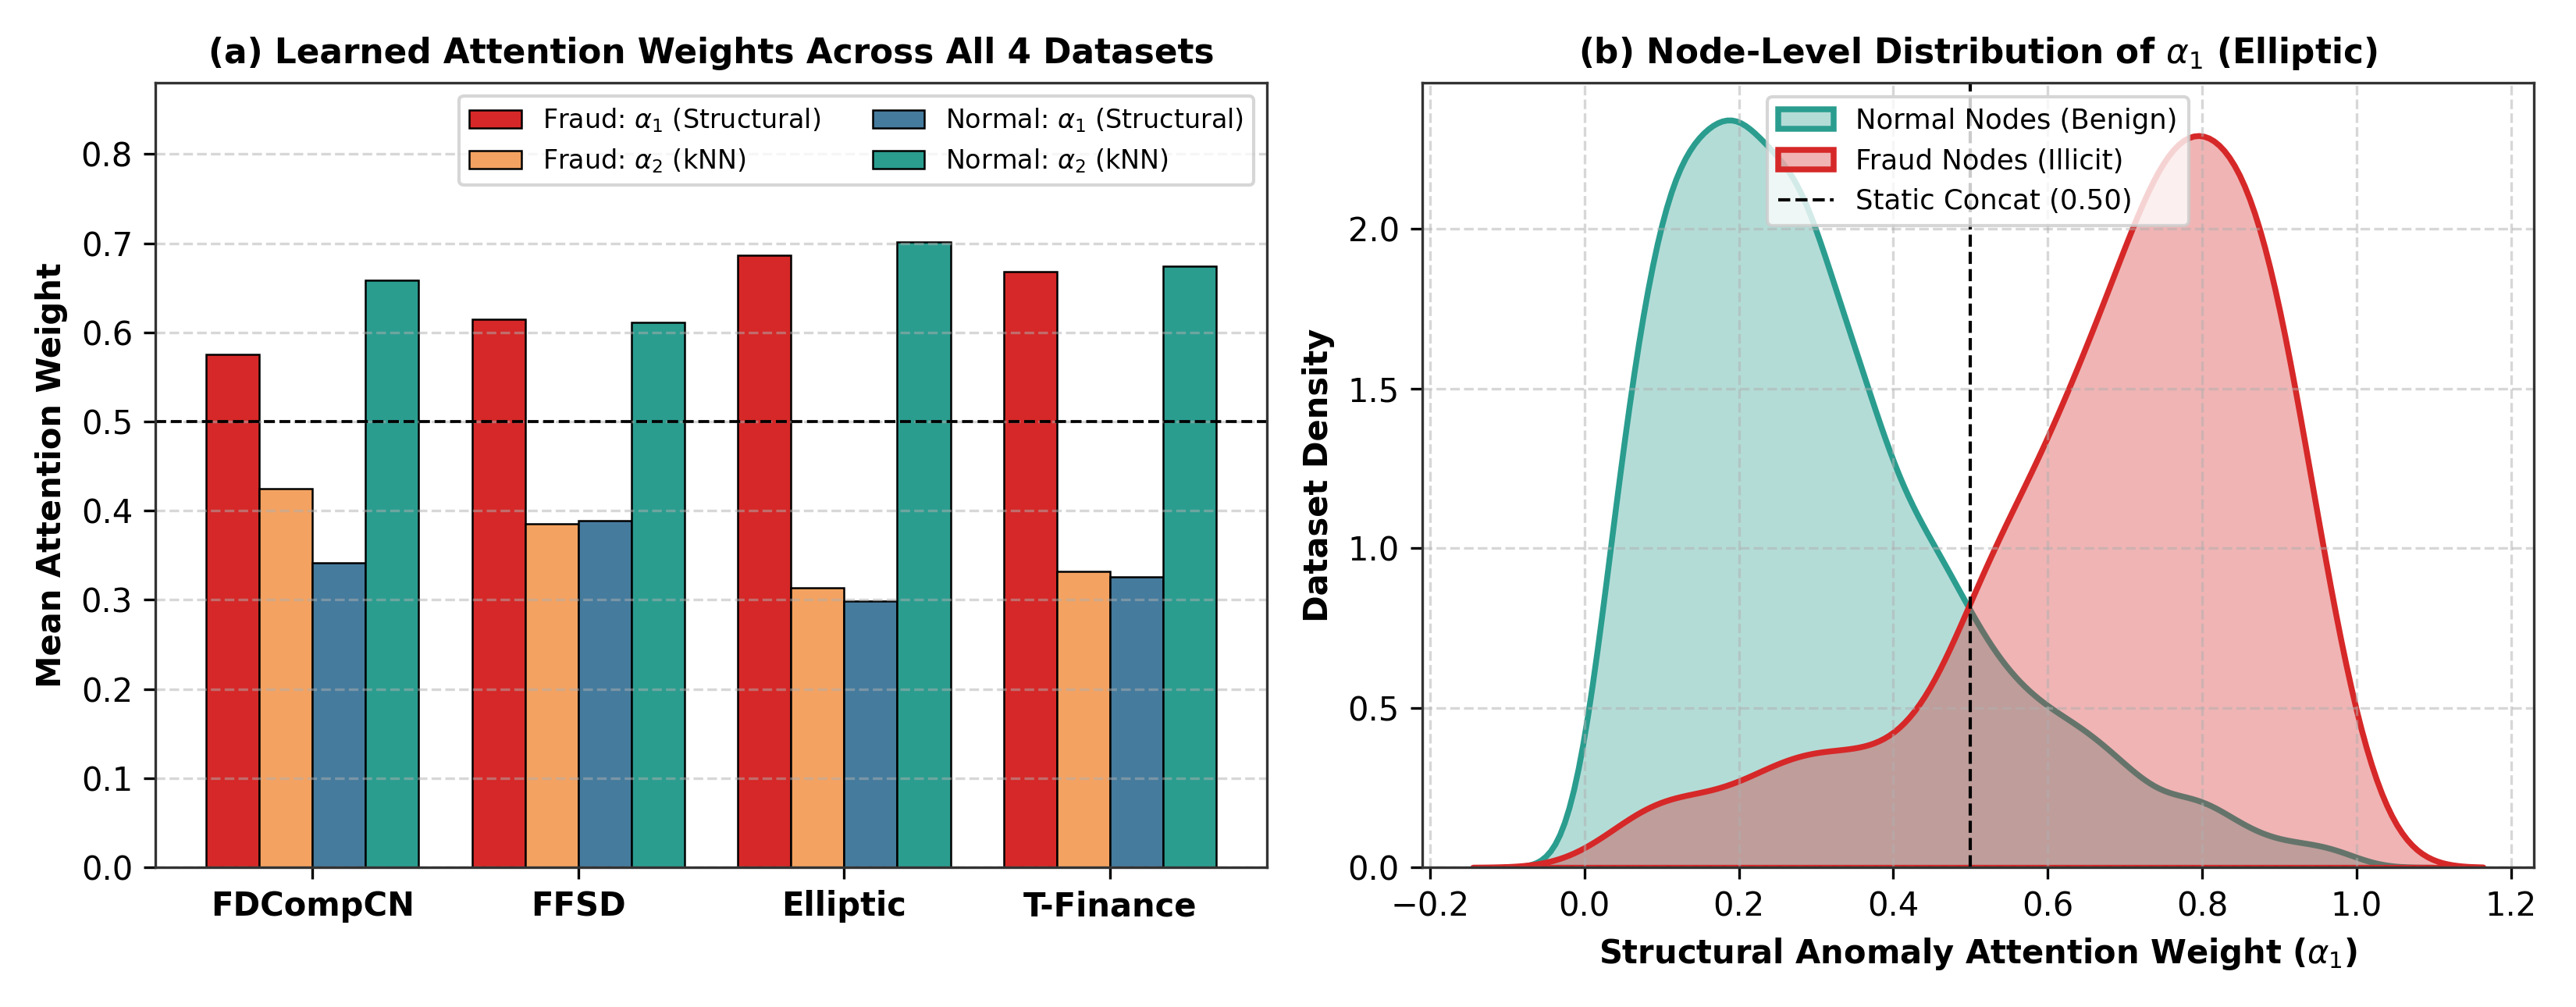 (a) Learned Attention Weights Across All 4 Datasets
Mean Attention Weight
0.8
0.7
0.6
0.5
0.4
0.3
0.2
0.1
0.0
Fraud: α₁ (Structural)
Fraud: α₂ (kNN)
Normal: α₁ (Structural)
Normal: α₂ (kNN)
FDCompCN FFSD Elliptic T-Finance
(b) Node-Level Distribution of α₁ (Elliptic)
Dataset Density
2.0
1.5
1.0
0.5
0.0
Normal Nodes (Benign)
Fraud Nodes (Illicit)
Static Concat (0.50)
−0.2 0.0 0.2 0.4 0.6 0.8 1.0 1.2
Structural Anomaly Attention Weight (α₁)